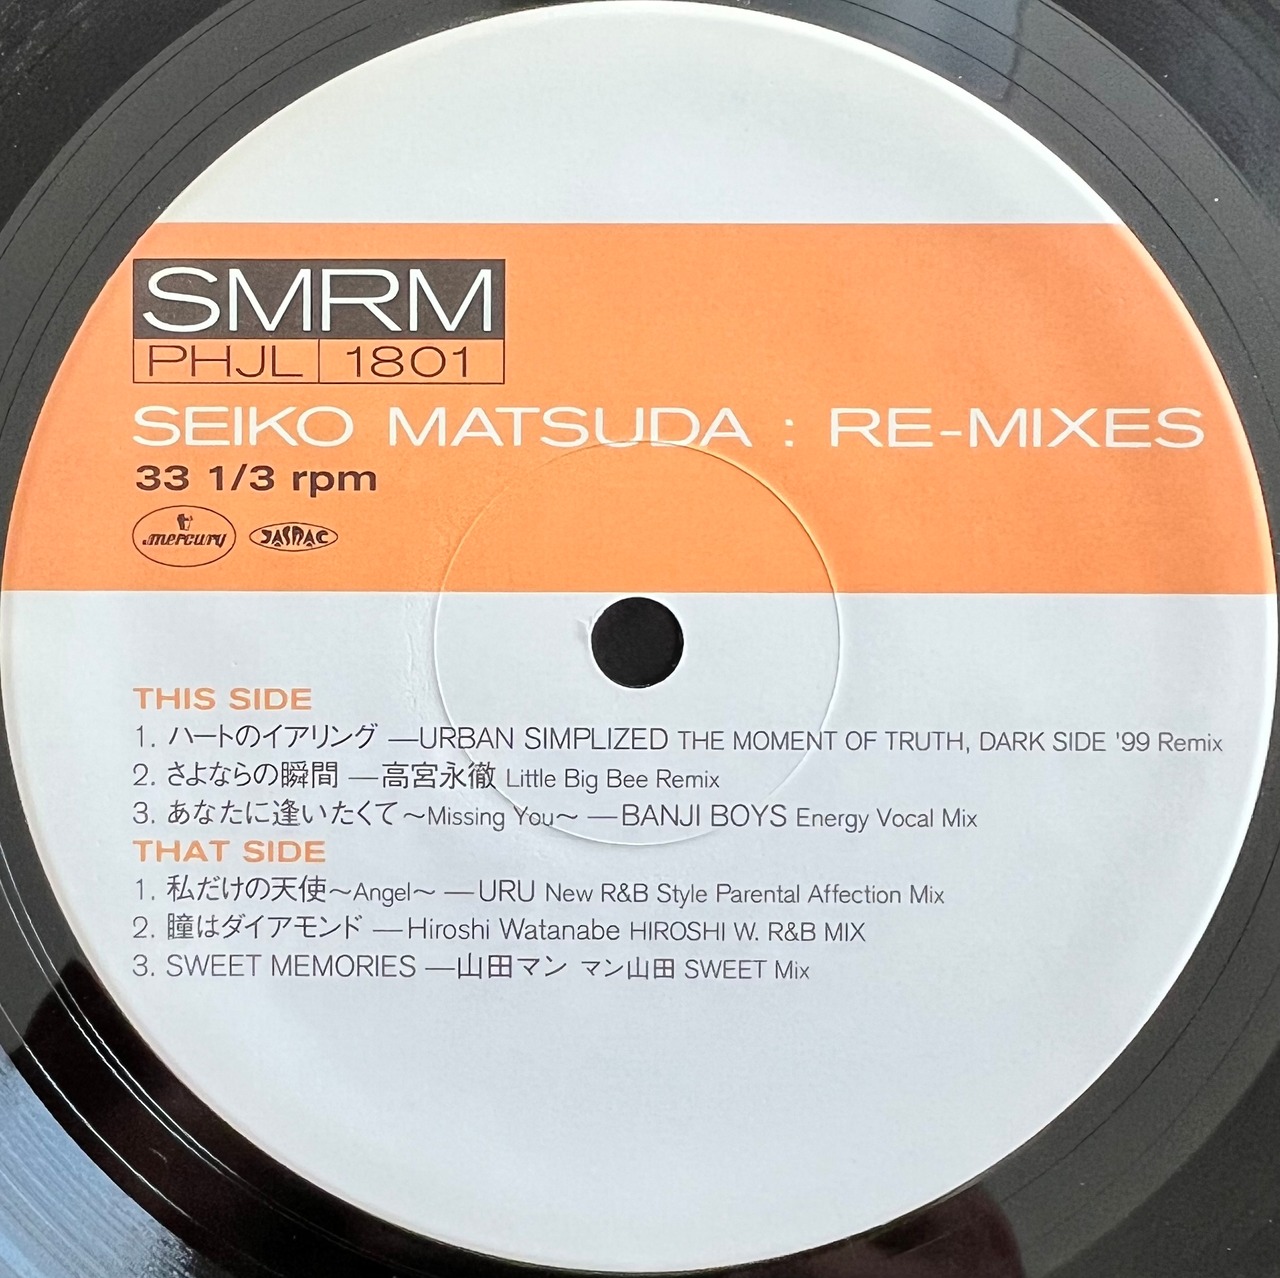 SMRM
PHJL 1801
SEIKO MATSUDA : RE-MIXES
33 1/3 rpm
mercury JASRAC
THIS SIDE
1. ハートのイアリング —URBAN SIMPLIZED THE MOMENT OF TRUTH, DARK SIDE '99 Remix
2. さよならの瞬間 —高宮永徹 Little Big Bee Remix
3. あなたに逢いたくて〜Missing You〜 —BANJI BOYS Energy Vocal Mix
THAT SIDE
1. 私だけの天使〜Angel〜 —URU New R&B Style Parental Affection Mix
2. 瞳はダイアモンド —Hiroshi Watanabe HIROSHI W. R&B MIX
3. SWEET MEMORIES —山田マン マン山田 SWEET Mix